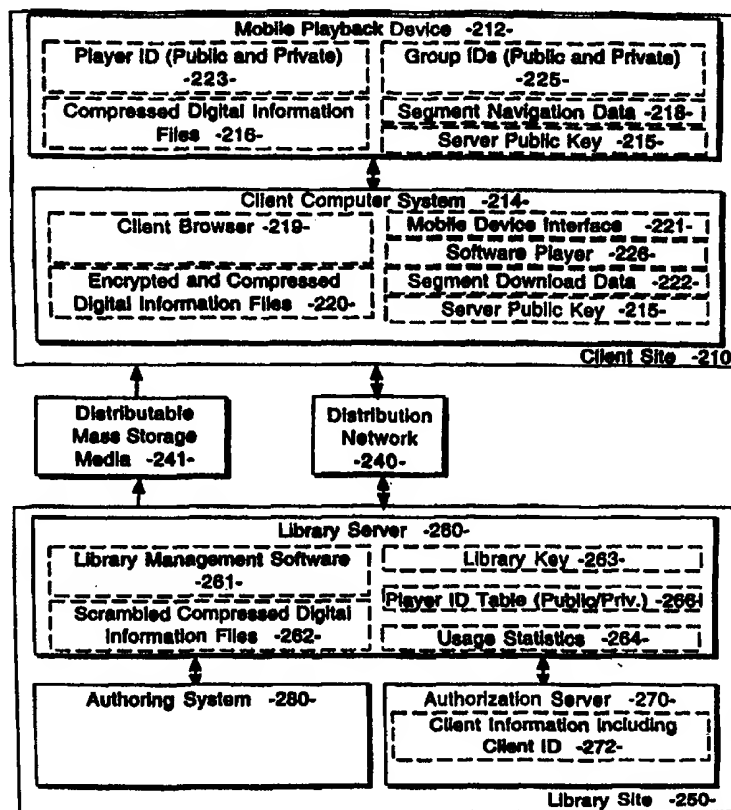 Mobile Playback Device -212-
Player ID (Public and Private)
-223-
Group IDs (Public and Private)
-225-
Compressed Digital Information
Files -216-
Segment Navigation Data -218-
Server Public Key -215-
Client Computer System -214-
Client Browser -219-
Mobile Device Interface -221-
Software Player -226-
Encrypted and Compressed
Digital Information Files -220-
Segment Download Data -222-
Server Public Key -215-
Client Site -210
Distributable
Mass Storage
Media -241-
Distribution
Network
-240-
Library Server -260-
Library Management Software
-261-
Library Key -263-
Player ID Table (Public/Priv.) -266-
Scrambled Compressed Digital
Information Files -262-
Usage Statistics -264-
Authoring System -280-
Authorization Server -270-
Client Information Including
Client ID -272-
Library Site -250-